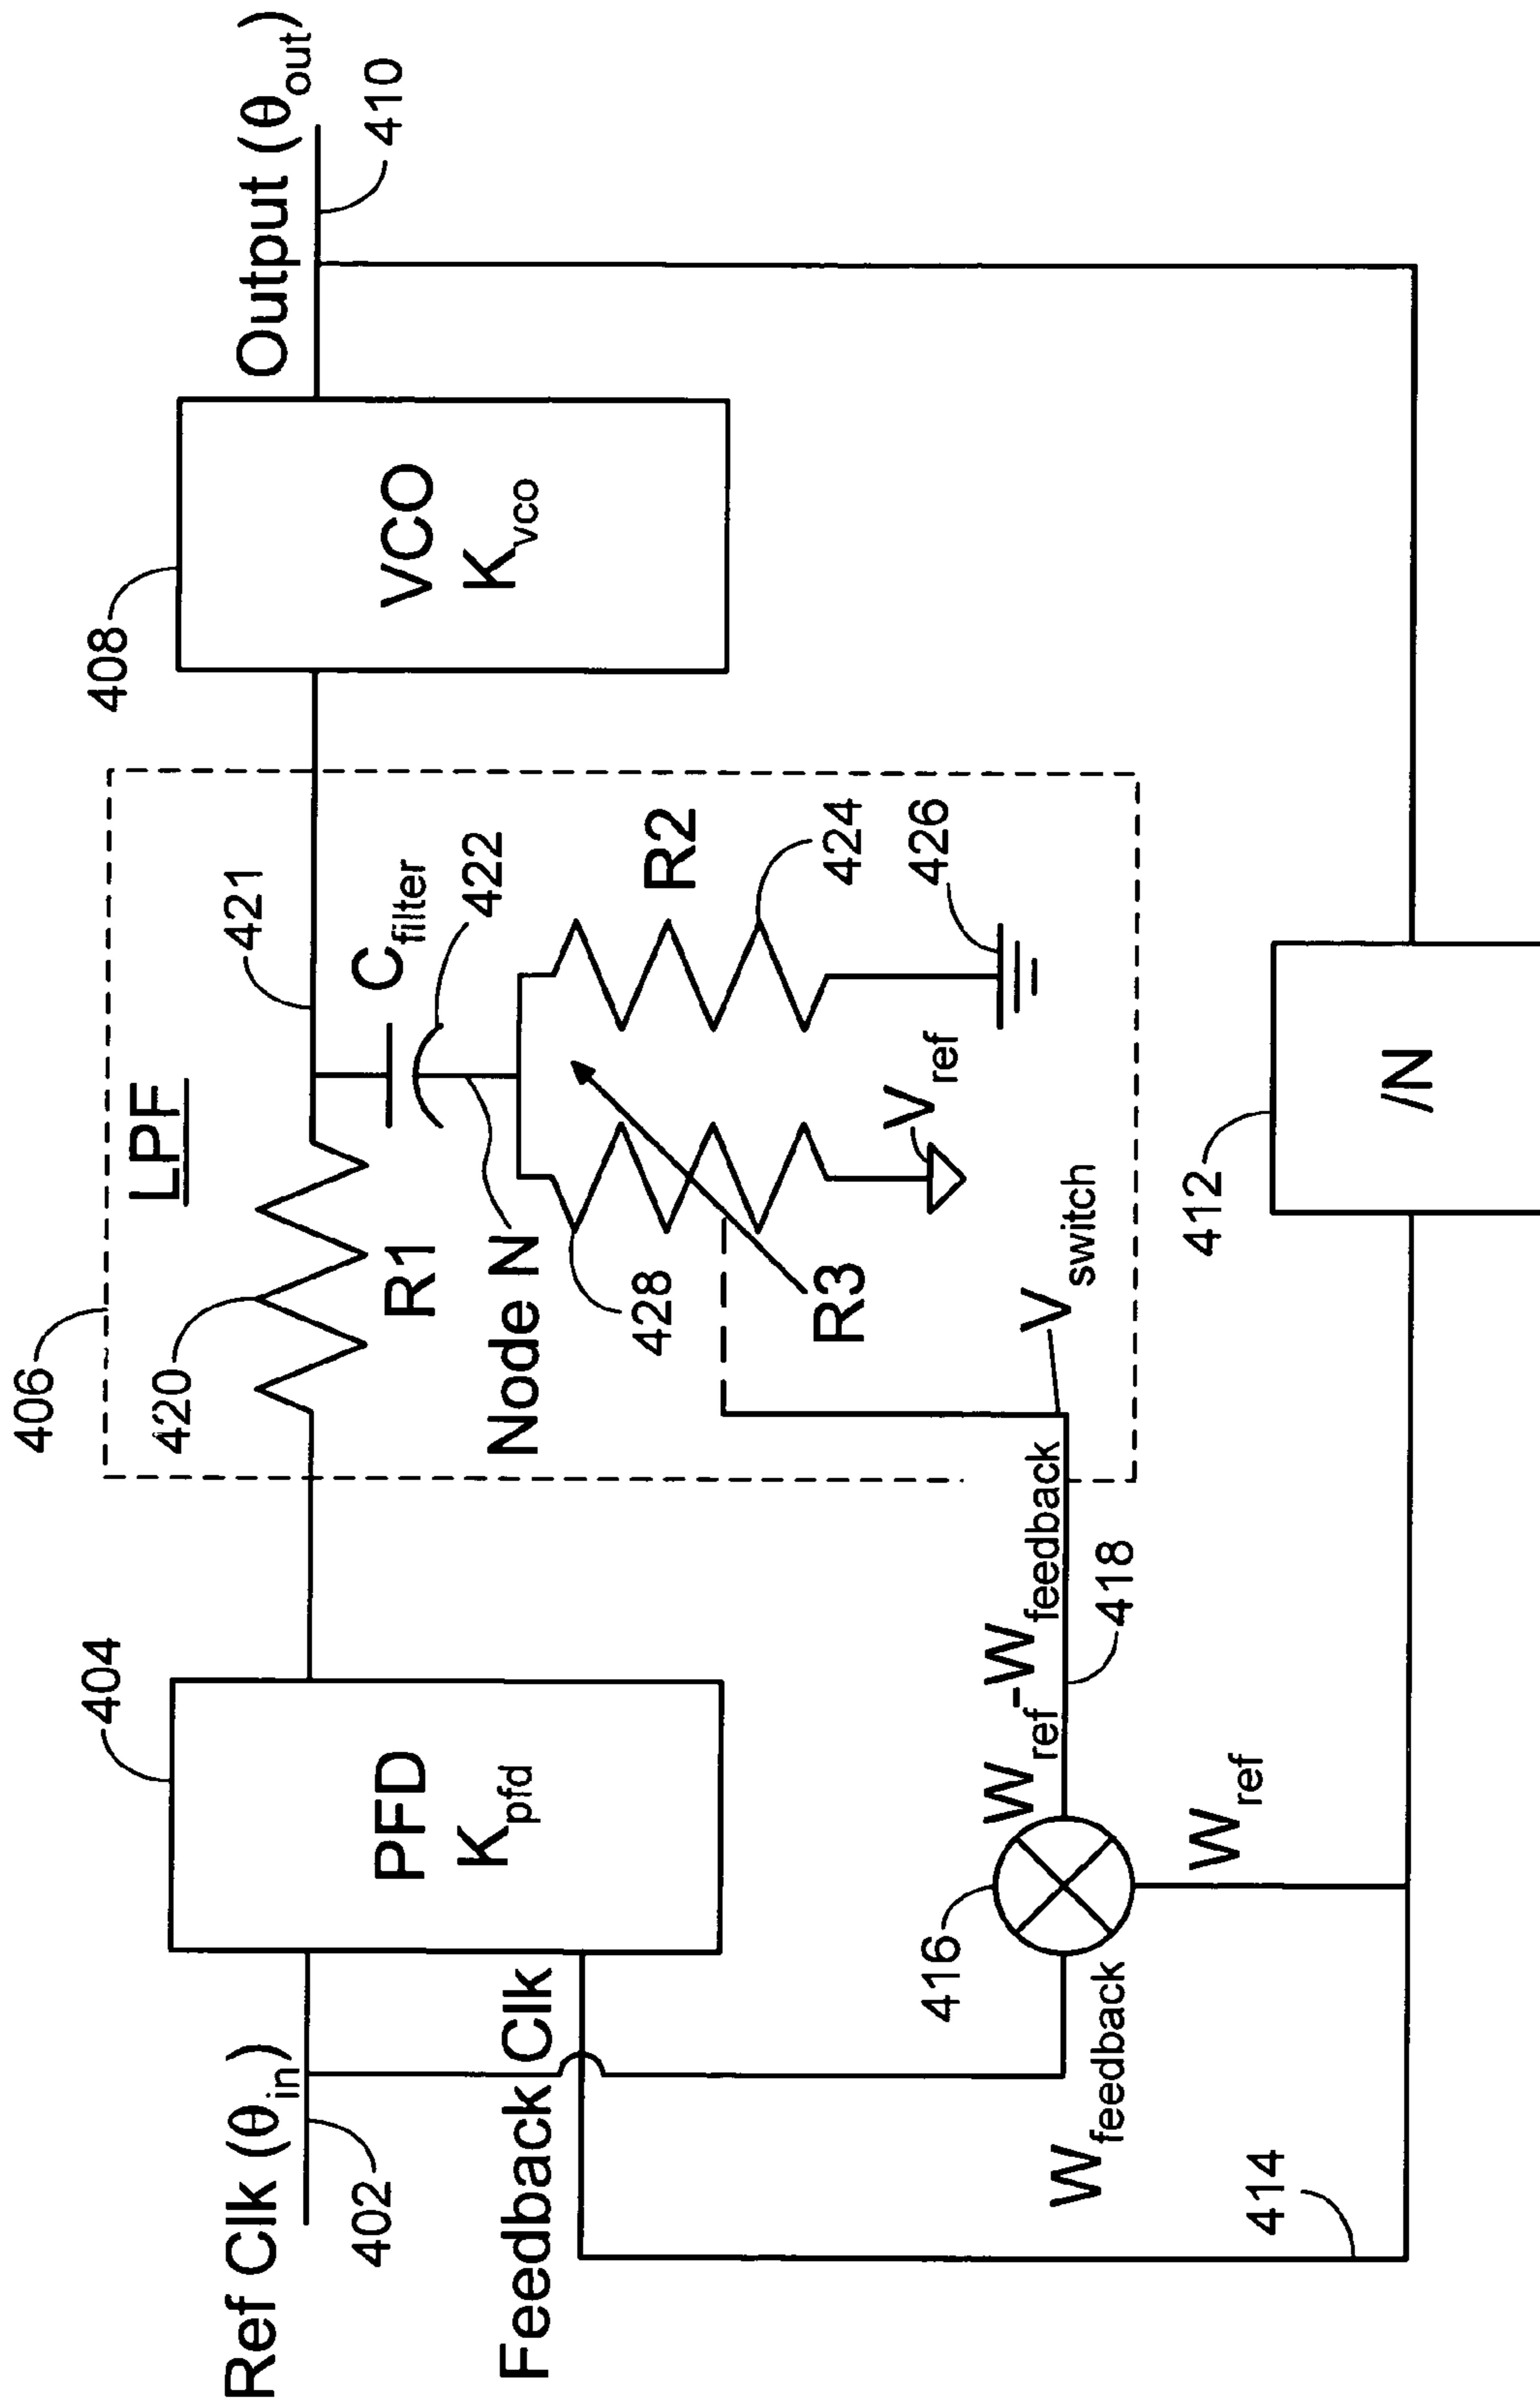 406
LPF
404
408
Ref Clk (θin)
402
PFD
Kpfd
420
R1
421
VCO
Kvco
Output (θout)
410
Feedback Clk
Node N
Cfilter
422
428
R3
R2
424
Vref
426
416
Wfeedback
Wref-Wfeedback
418
Vswitch
Wref
414
412
/N